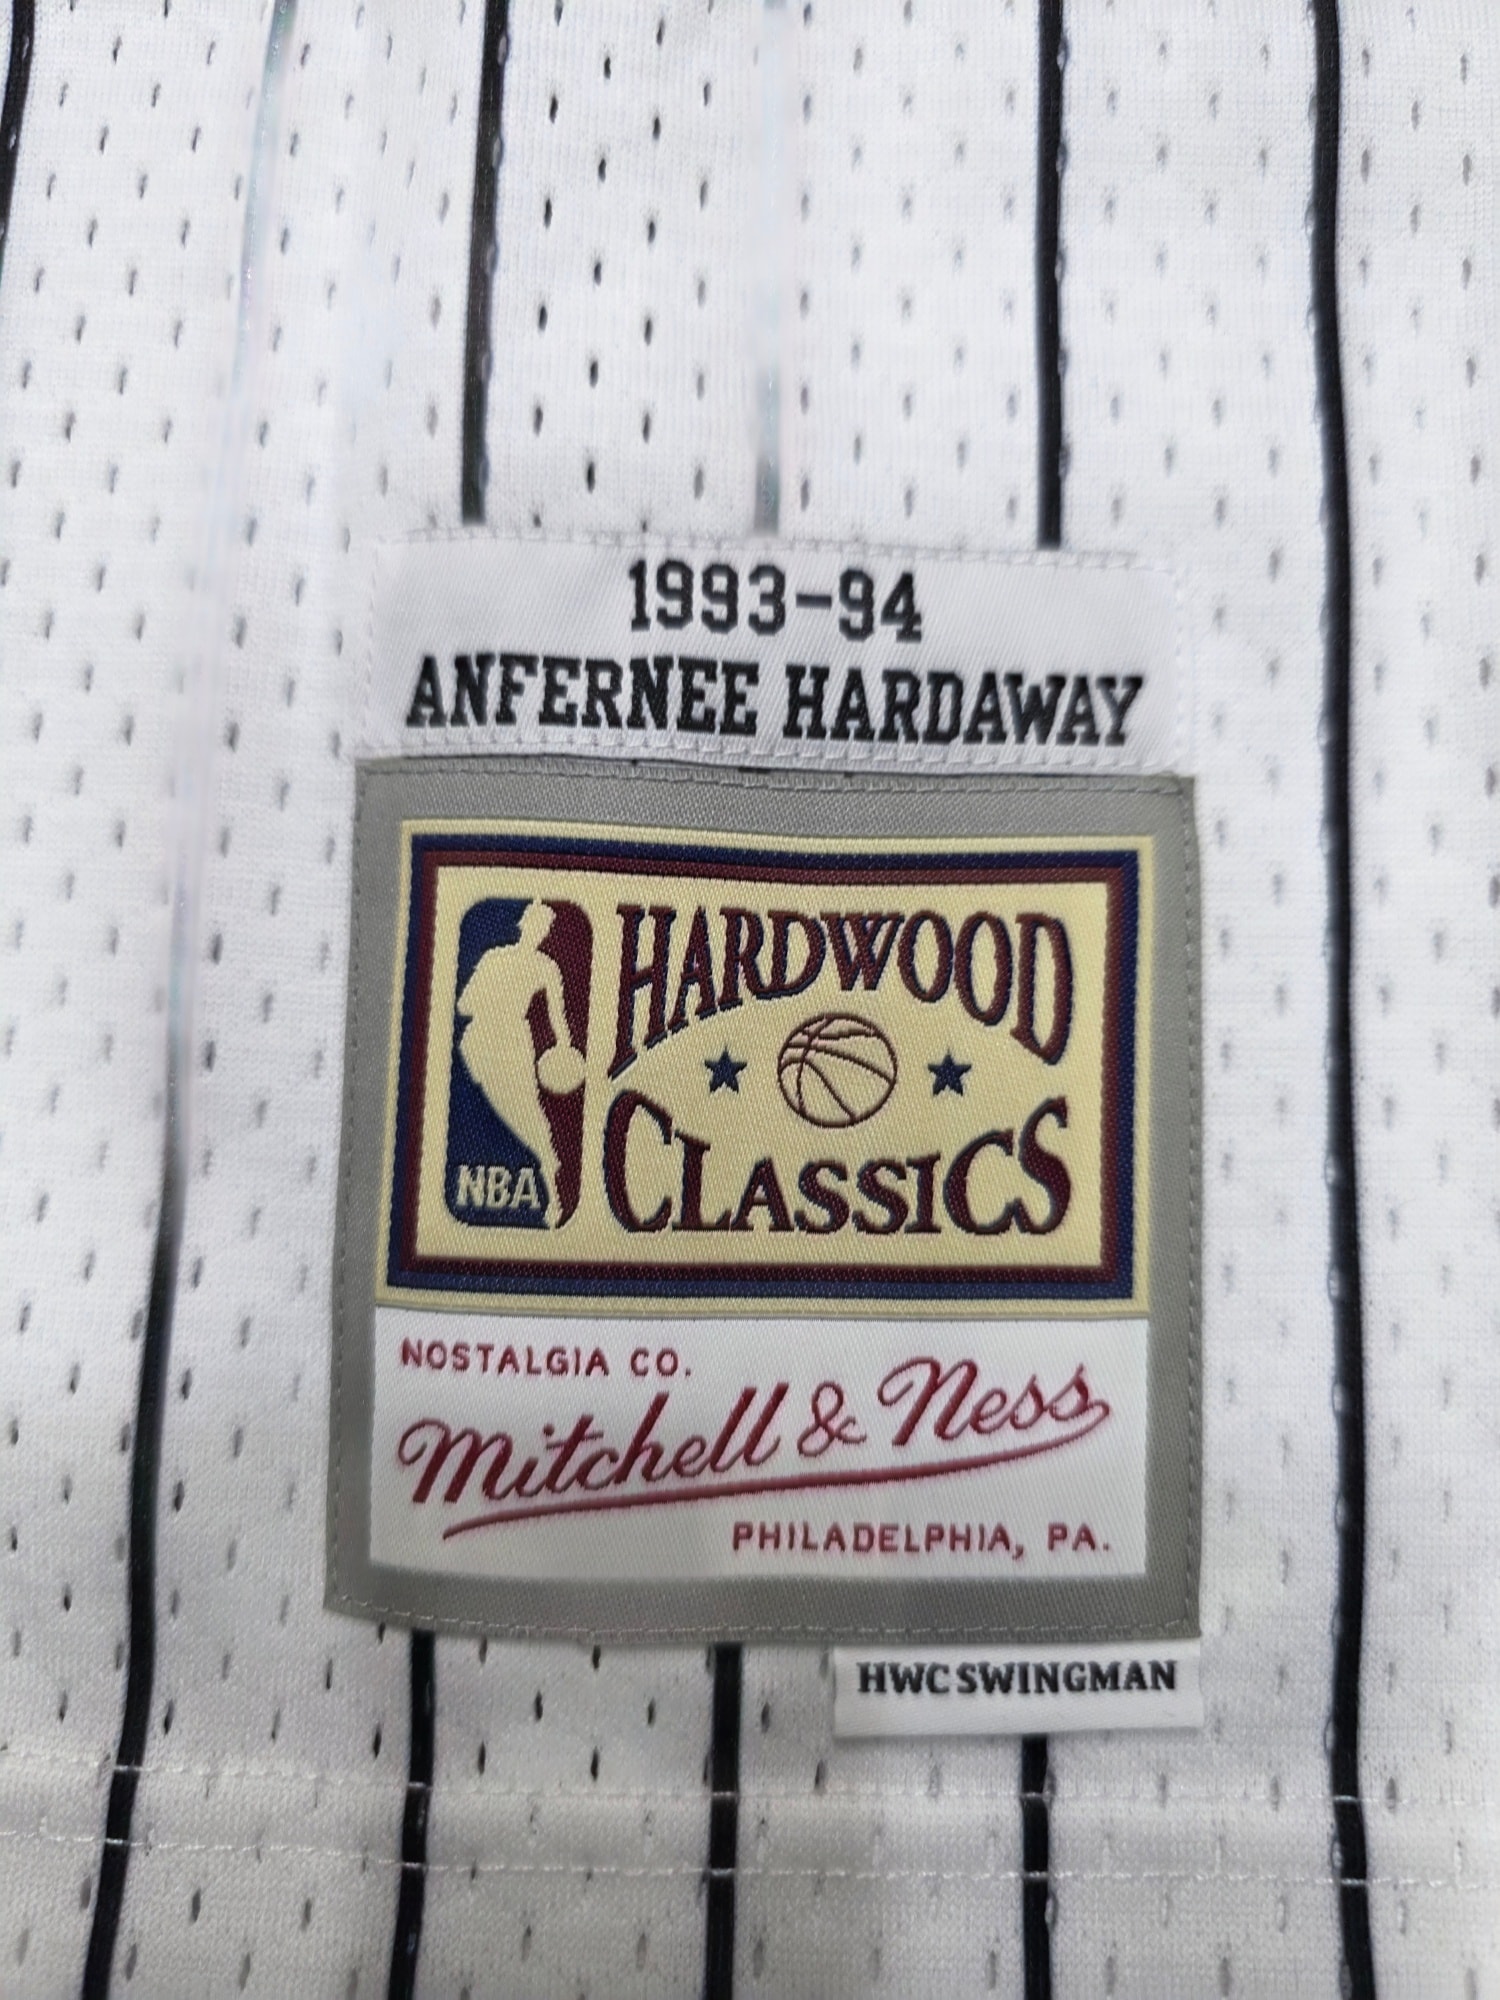 1993-94
ANFERNEE HARDAWAY
HARDWOOD
CLASSICS
NBA
NOSTALGIA CO.
Mitchell & Ness
PHILADELPHIA, PA.
HWC SWINGMAN